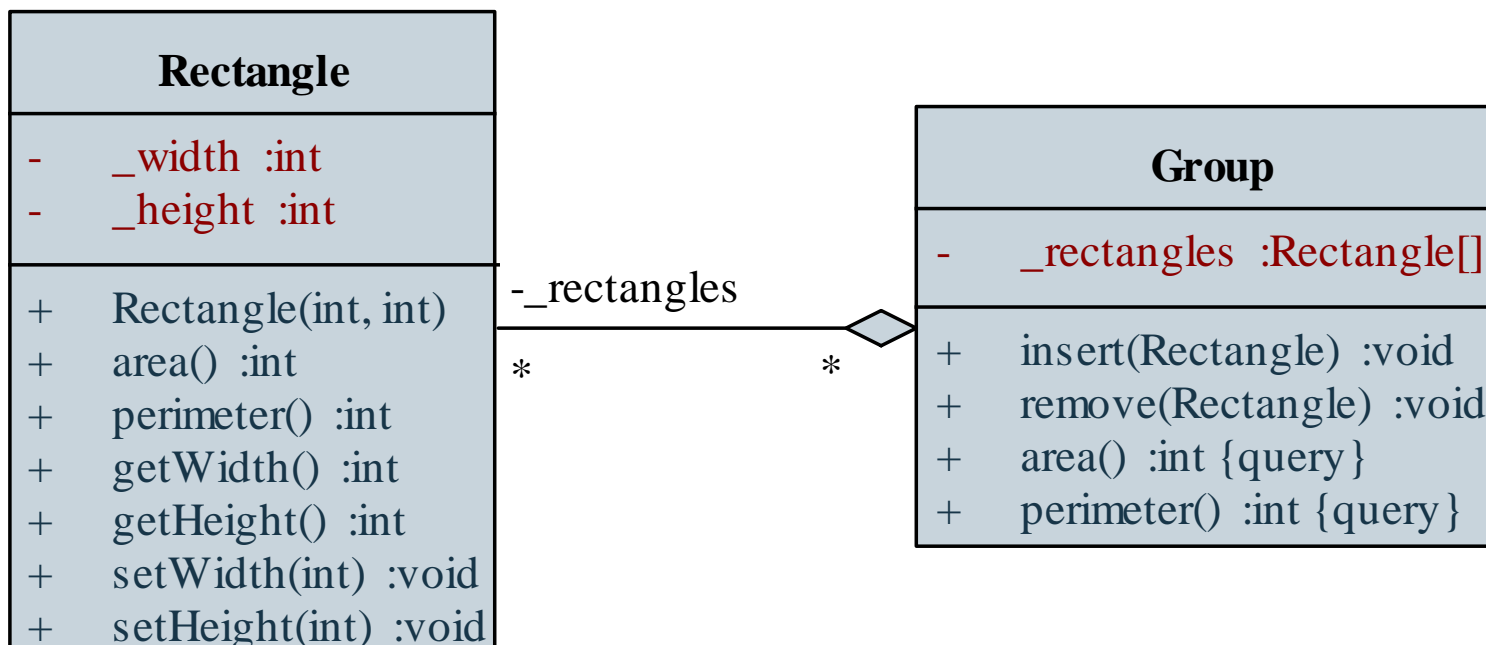 Rectangle
- _width :int
- _height :int
+ Rectangle(int, int)
+ area() :int
+ perimeter() :int
+ getWidth() :int
+ getHeight() :int
+ setWidth(int) :void
+ setHeight(int) :void
-_rectangles
* *
Group
- _rectangles :Rectangle[]
+ insert(Rectangle) :void
+ remove(Rectangle) :void
+ area() :int {query}
+ perimeter() :int {query}